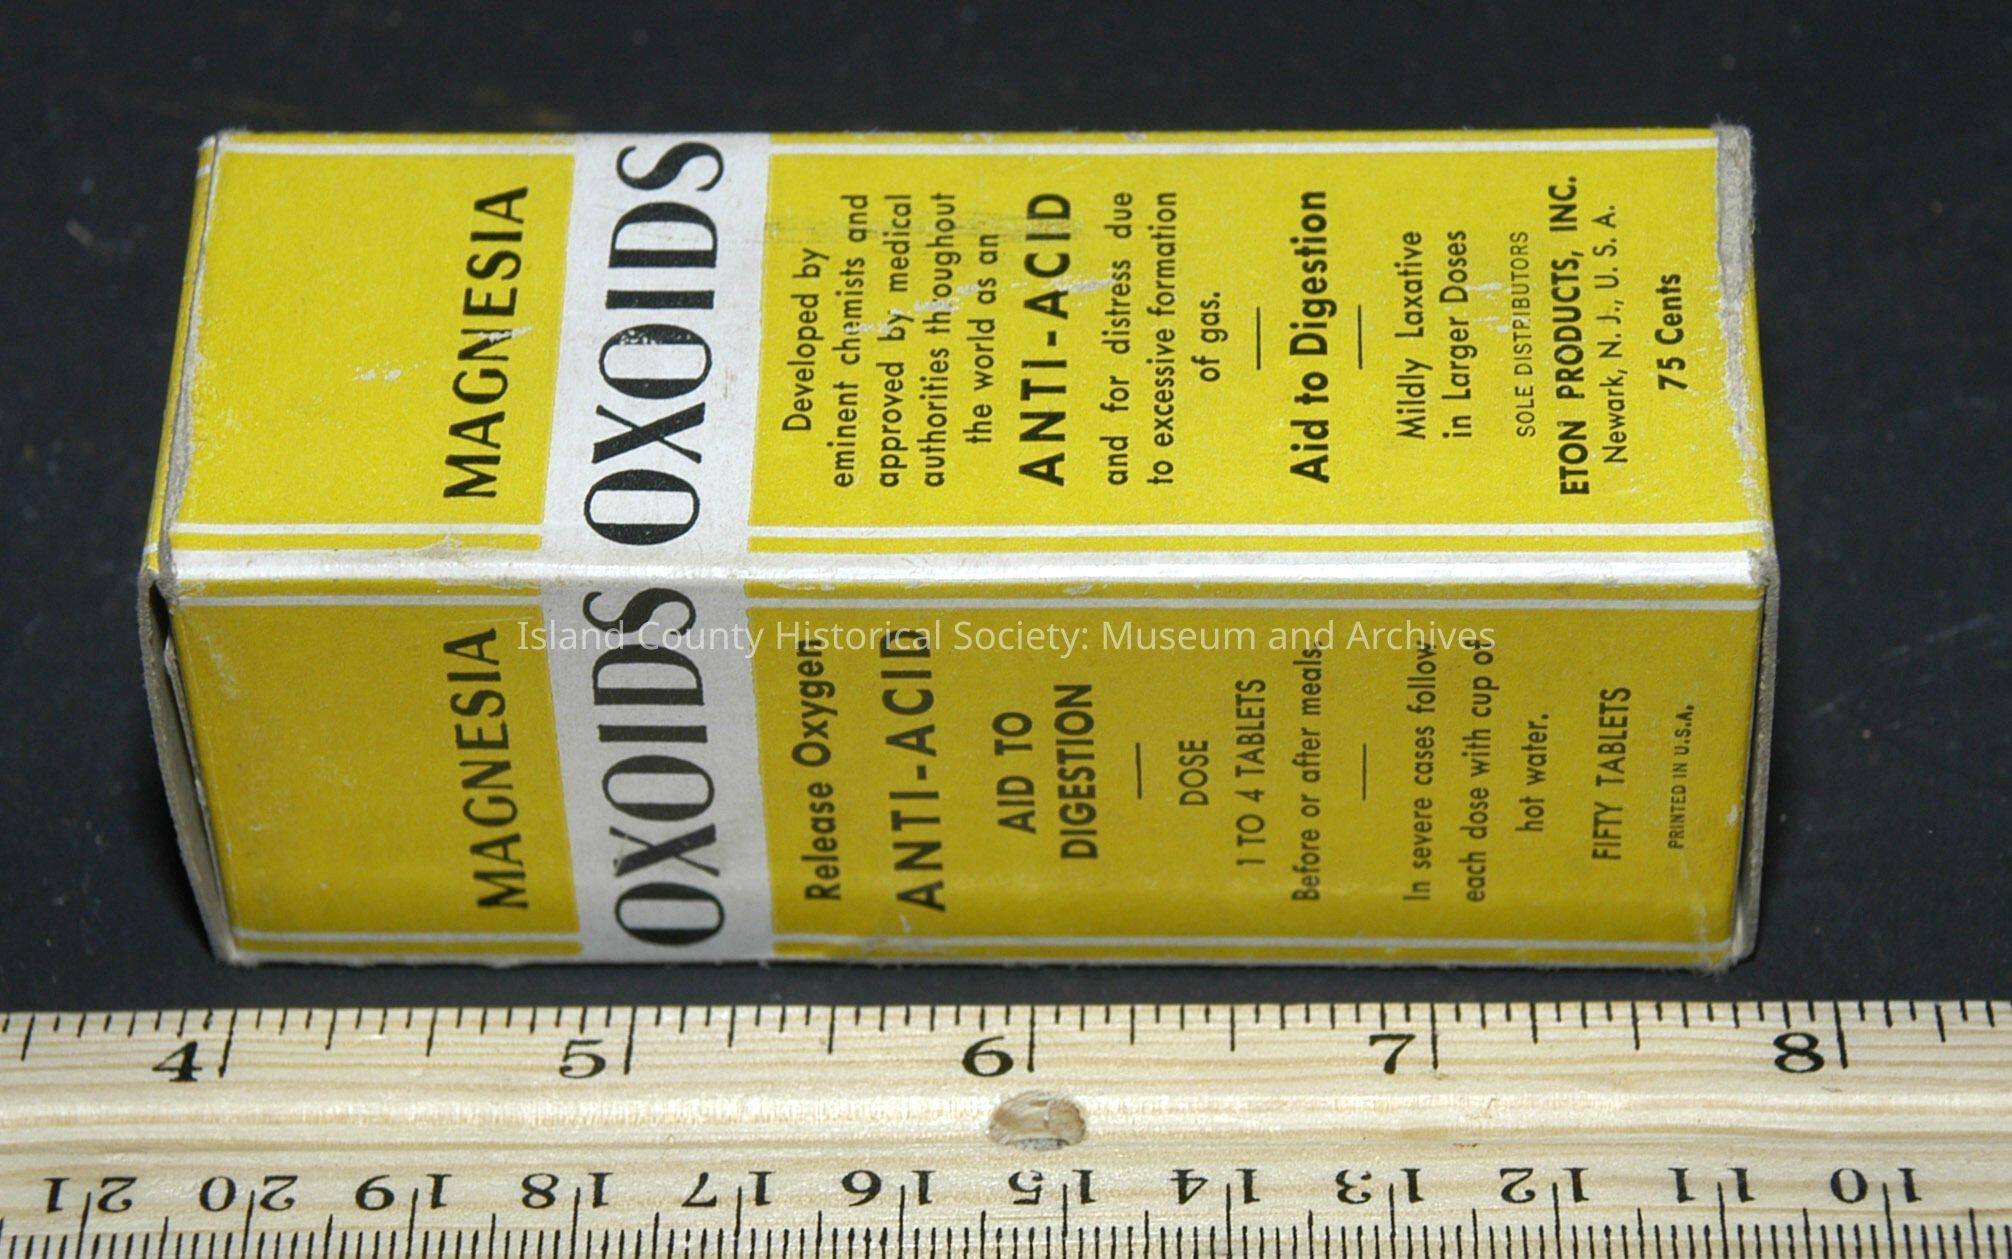 MAGNESIA
OXOIDS
Developed by
eminent chemists and
approved by medical
authorities throughout
the world as an
ANTI-ACID
and for distress due
to excessive formation
of gas.
Aid to Digestion
Mildly Laxative
in Larger Doses
SOLE DISTRIBUTORS
ETON PRODUCTS, INC.
Newark, N. J., U. S. A.
75 Cents
MAGNESIA
OXOIDS
Release Oxygen
ANTI-ACID
AID TO
DIGESTION
DOSE
1 TO 4 TABLETS
Before or after meals.
In severe cases follow
each dose with cup of
hot water.
FIFTY TABLETS
PRINTED IN U.S.A.
Island County Historical Society: Museum and Archives
4 5 6 7 8
21 20 19 18 17 16 15 14 13 12 11 10